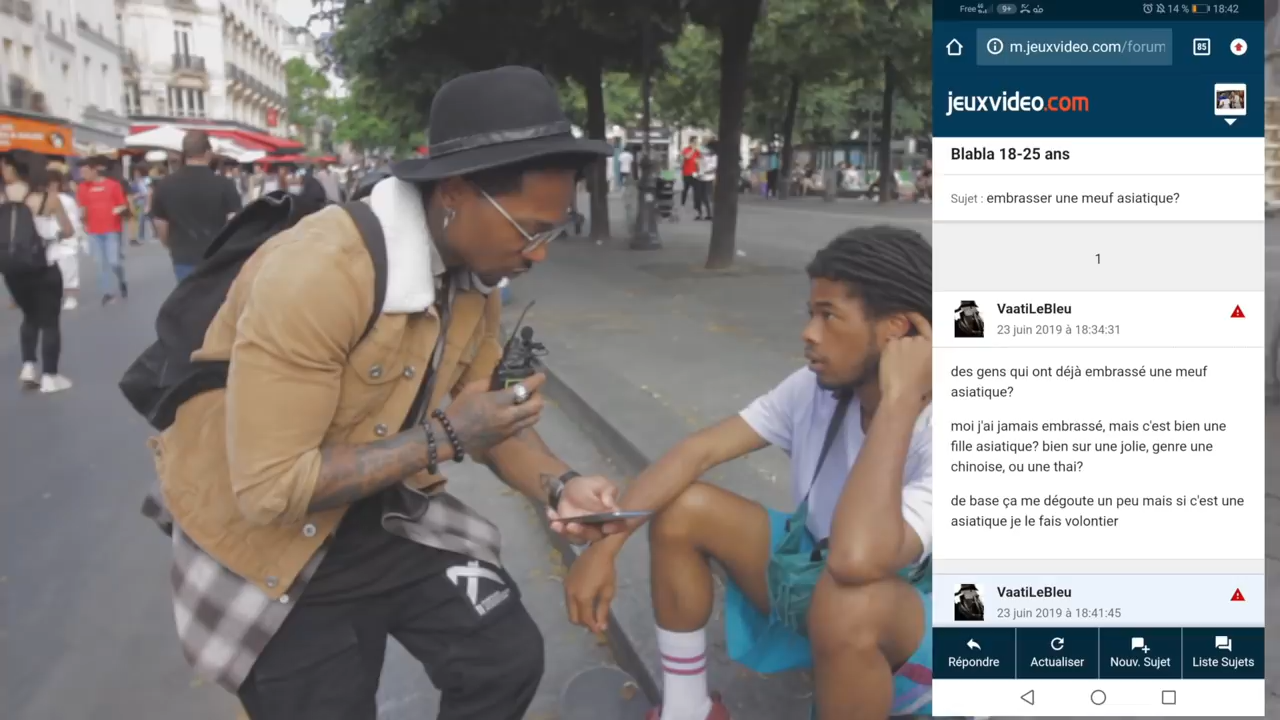 Free
9+
14 %
18:42
m.jeuxvideo.com/forum
85
jeuxvideo.com
Blabla 18-25 ans
Sujet : embrasser une meuf asiatique?
1
VaatiLeBleu
23 juin 2019 à 18:34:31
des gens qui ont déjà embrassé une meuf
asiatique?
moi j'ai jamais embrassé, mais c'est bien une
fille asiatique? bien sur une jolie, genre une
chinoise, ou une thai?
de base ça me dégoute un peu mais si c'est une
asiatique je le fais volontier
VaatiLeBleu
23 juin 2019 à 18:41:45
Répondre
Actualiser
Nouv. Sujet
Liste Sujets